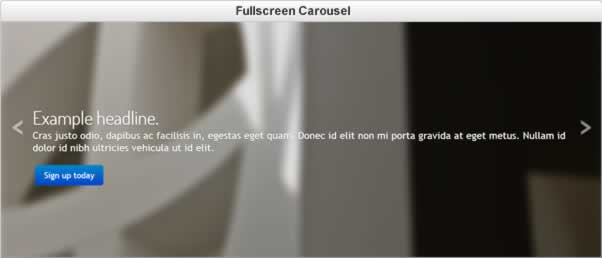 Fullscreen Carousel
Example headline.
Cras justo odio, dapibus ac facilisis in, egestas eget quam. Donec id elit non mi porta gravida at eget metus. Nullam id
dolor id nibh ultricies vehicula ut id elit.
Sign up today